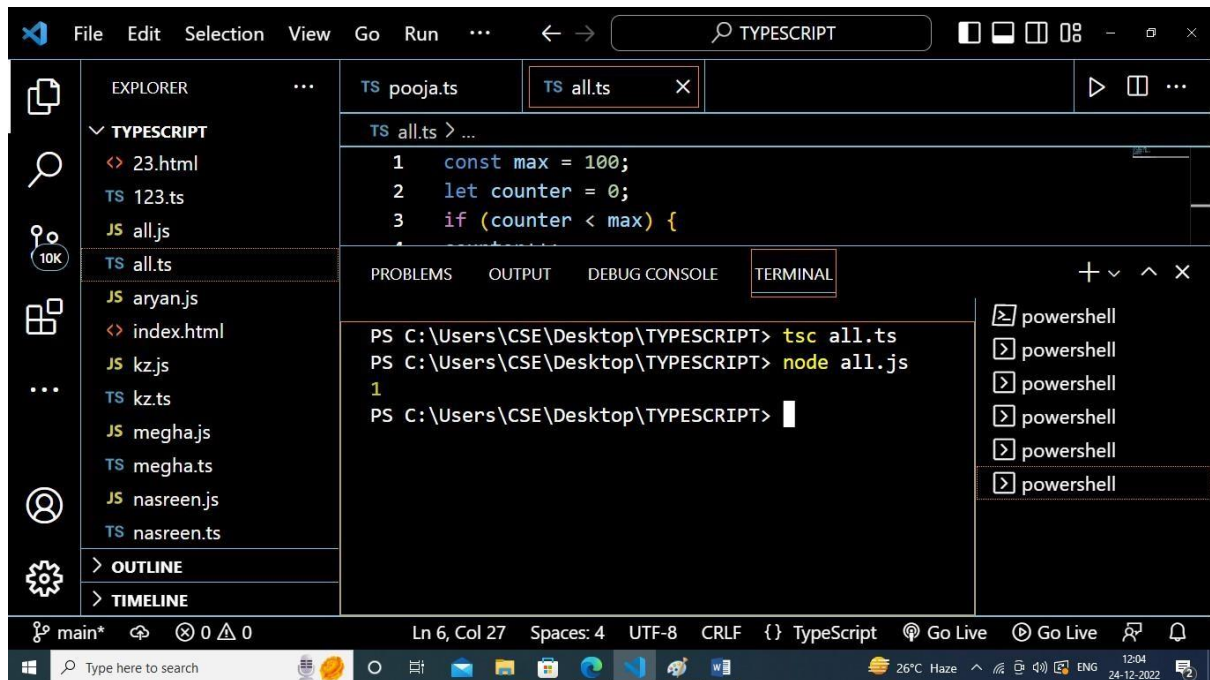 File Edit Selection View Go Run ... TYPESCRIPT
EXPLORER ...
TS pooja.ts TS all.ts
TYPESCRIPT
<> 23.html
TS 123.ts
JS all.js
TS all.ts
JS aryan.js
<> index.html
JS kz.js
TS kz.ts
JS megha.js
TS megha.ts
JS nasreen.js
TS nasreen.ts
OUTLINE
TIMELINE
10K
TS all.ts > ...
1 const max = 100;
2 let counter = 0;
3 if (counter < max) {
PROBLEMS OUTPUT DEBUG CONSOLE TERMINAL
PS C:\Users\CSE\Desktop\TYPESCRIPT> tsc all.ts
PS C:\Users\CSE\Desktop\TYPESCRIPT> node all.js
1
PS C:\Users\CSE\Desktop\TYPESCRIPT>
powershell
powershell
powershell
powershell
powershell
powershell
main* 0 0 Ln 6, Col 27 Spaces: 4 UTF-8 CRLF {} TypeScript Go Live Go Live
Type here to search 26°C Haze ENG 12:04
24-12-2022 2